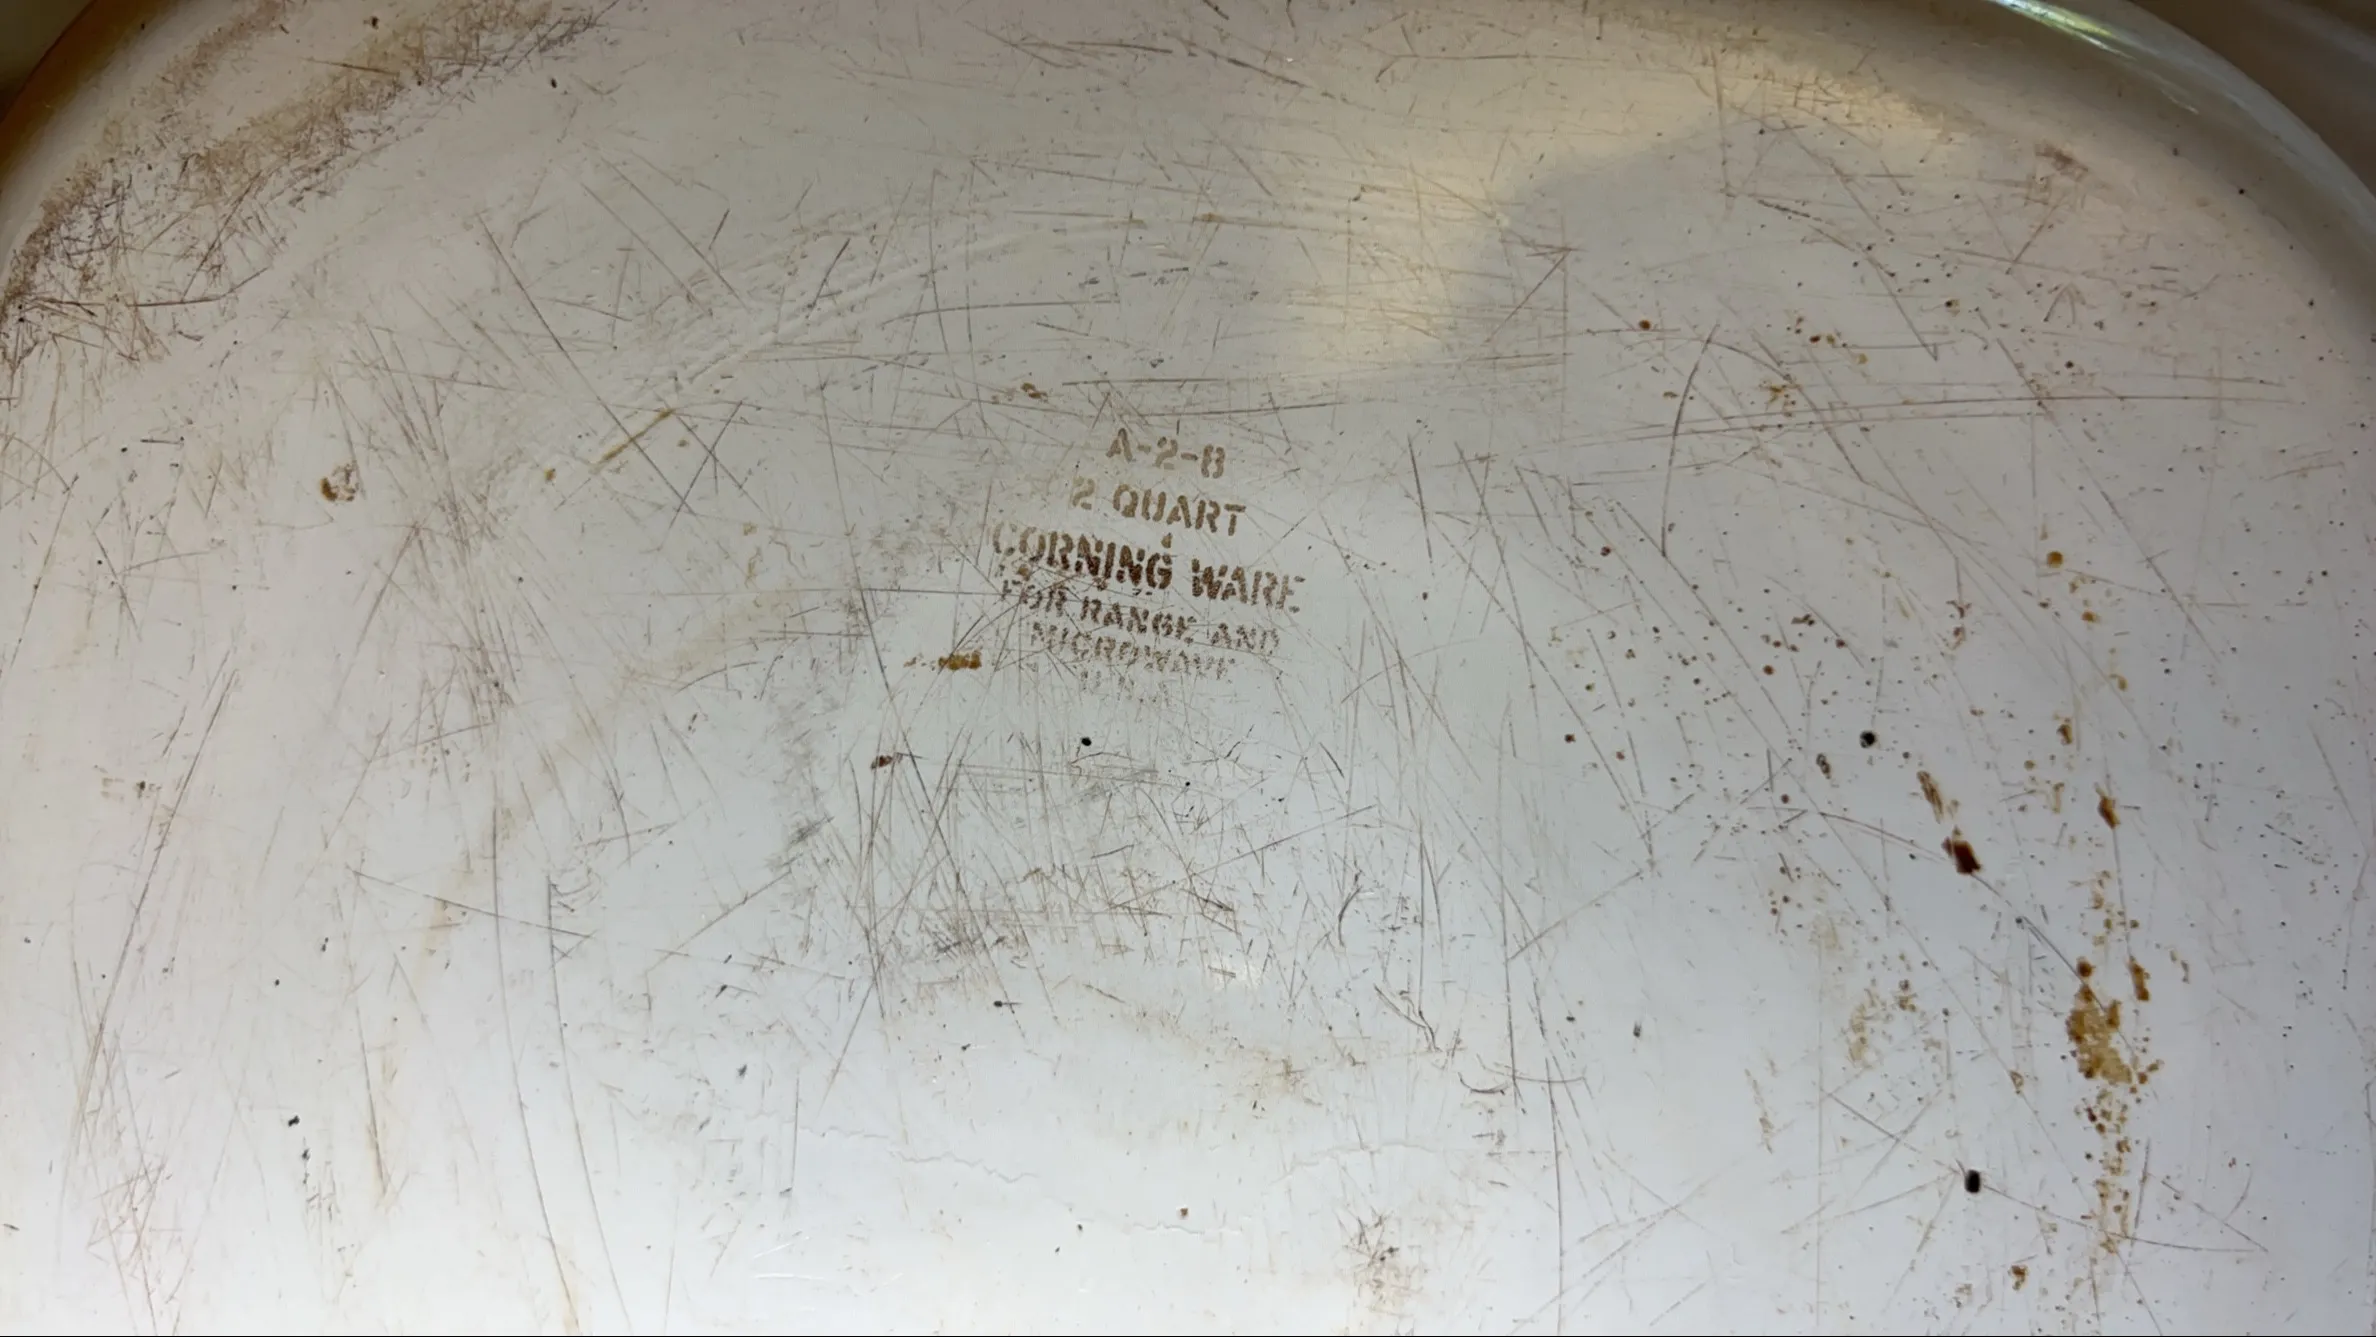 A-2-B
2 QUART
CORNING WARE
FOR RANGE AND
MICROWAVE
U.S.A